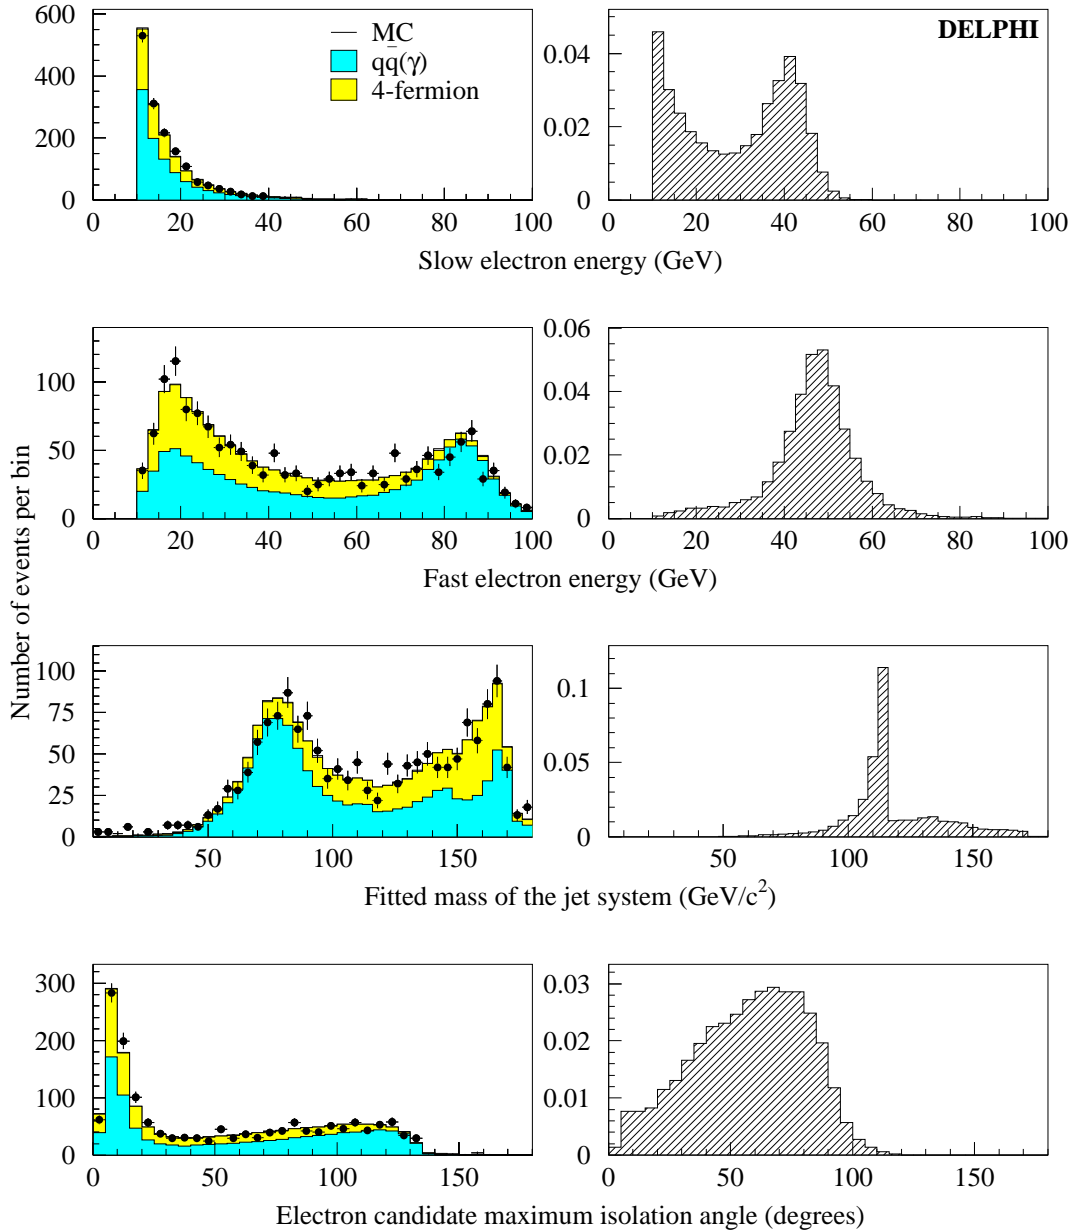 600
400
200
0
MC
qq̄(γ)
4-fermion
0 20 40 60 80 100
0.04
0.02
0
DELPHI
0 20 40 60 80 100
Slow electron energy (GeV)
Number of events per bin
100
50
0
0 20 40 60 80 100
0.06
0.04
0.02
0
0 20 40 60 80 100
Fast electron energy (GeV)
100
75
50
25
0
50 100 150
0.1
0.05
0
50 100 150
Fitted mass of the jet system (GeV/c²)
300
200
100
0
0 50 100 150
0.03
0.02
0.01
0
0 50 100 150
Electron candidate maximum isolation angle (degrees)